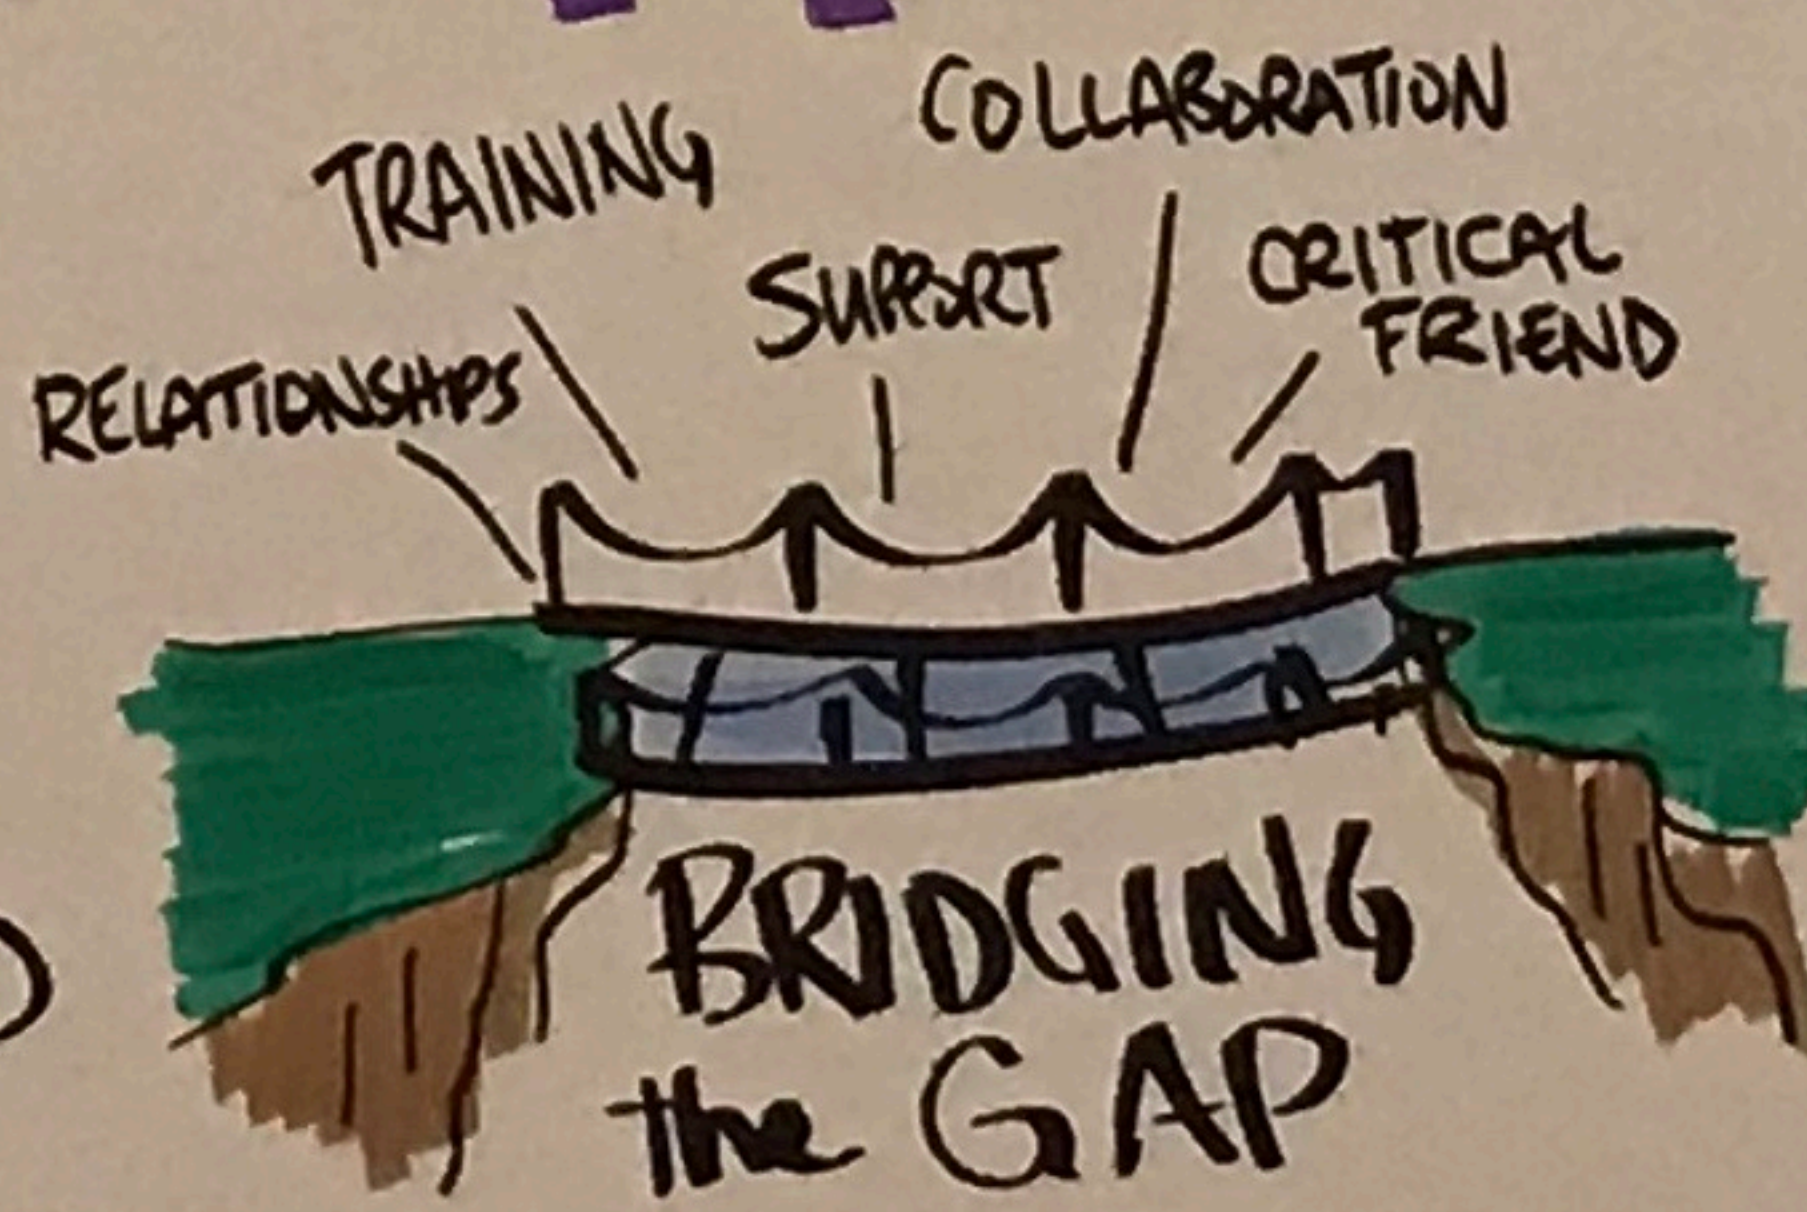 COLLABORATION
TRAINING
SUPPORT
CRITICAL
FRIEND
RELATIONSHIPS
BRIDGING
the GAP